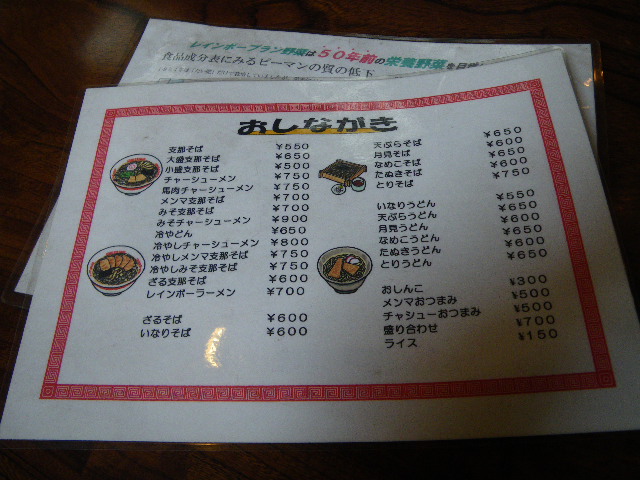 レインボープラン野菜は50年前の栄養野菜を目指
食品成分表にみるピーマンの質の低下
おしながき
支那そば ¥550
大盛支那そば ¥650
小盛支那そば ¥500
チャーシューメン ¥750
馬肉チャーシューメン ¥750
メンマ支那そば ¥700
みそ支那そば ¥700
みそチャーシューメン ¥900
冷やどん ¥650
冷やしチャーシューメン ¥800
冷やしメンマ支那そば ¥750
冷やしみそ支那そば ¥750
ざる支那そば ¥600
レインボーラーメン ¥700
ざるそば ¥600
いなりそば ¥600
天ぷらそば ¥650
月見そば ¥600
なめこそば ¥650
たぬきそば ¥600
とりそば ¥750
いなりうどん ¥550
天ぷらうどん ¥650
月見うどん ¥600
なめこうどん ¥650
たぬきうどん ¥600
とりうどん ¥650
おしんこ ¥300
メンマおつまみ ¥500
チャシューおつまみ ¥500
盛り合わせ ¥700
ライス ¥150